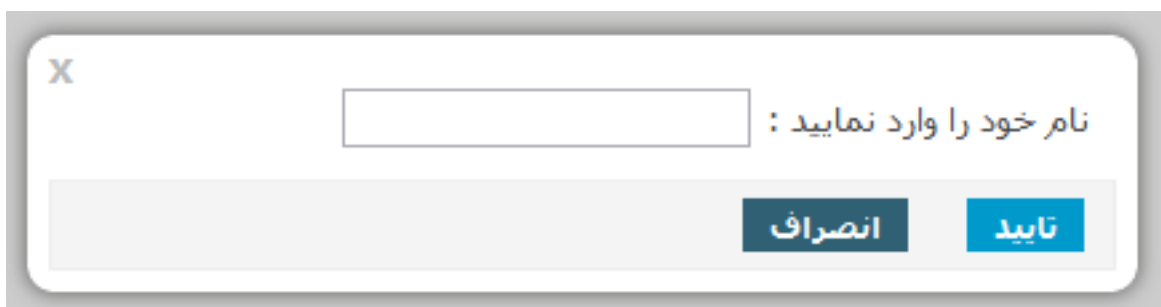 x
نام خود را وارد نمایید :
تایید انصراف